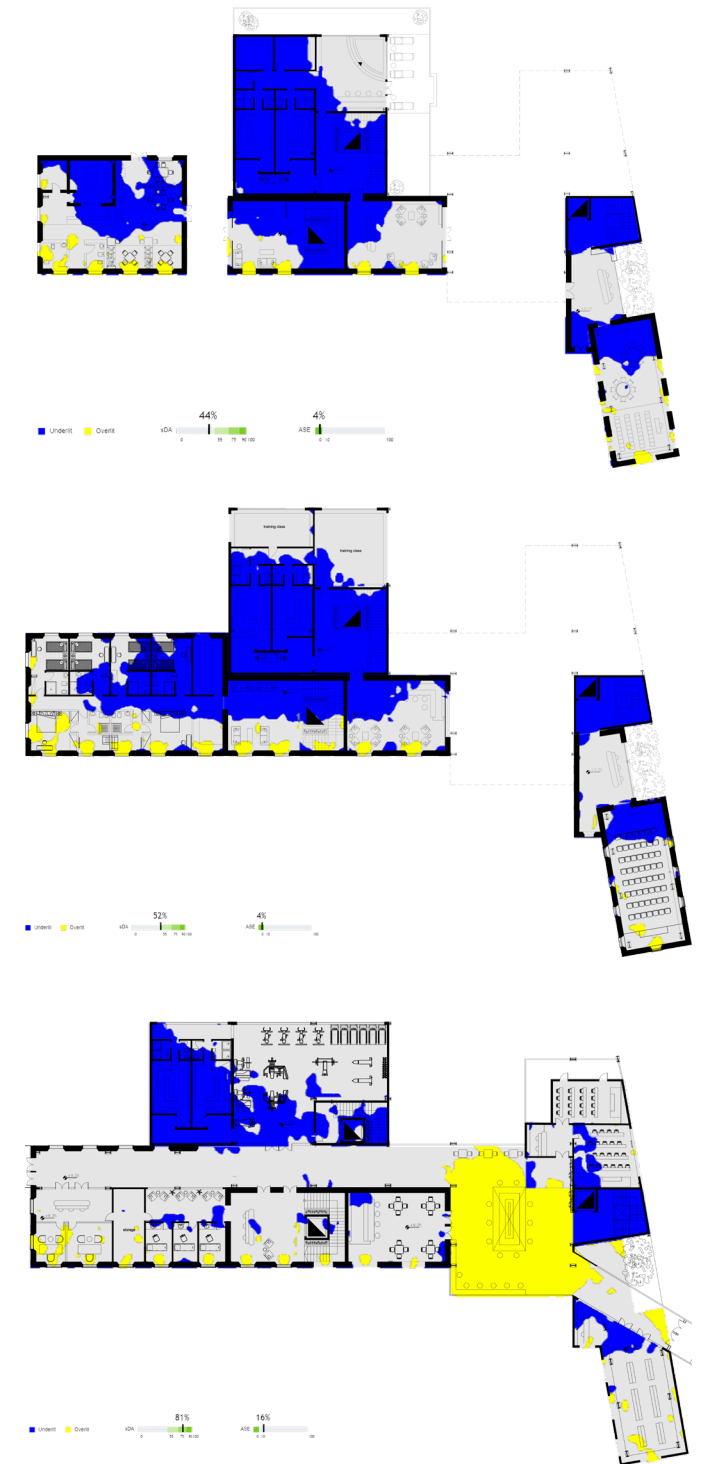 44%
4%
Underlit
Overlit
sDA
ASE
0
55
75
90 100
0 10
100
training class
training class
52%
4%
Underlit
Overlit
sDA
ASE
0
55
75
90 100
0 10
100
storage
81%
16%
Underlit
Overlit
sDA
ASE
0
55
75
90 100
0 10
100